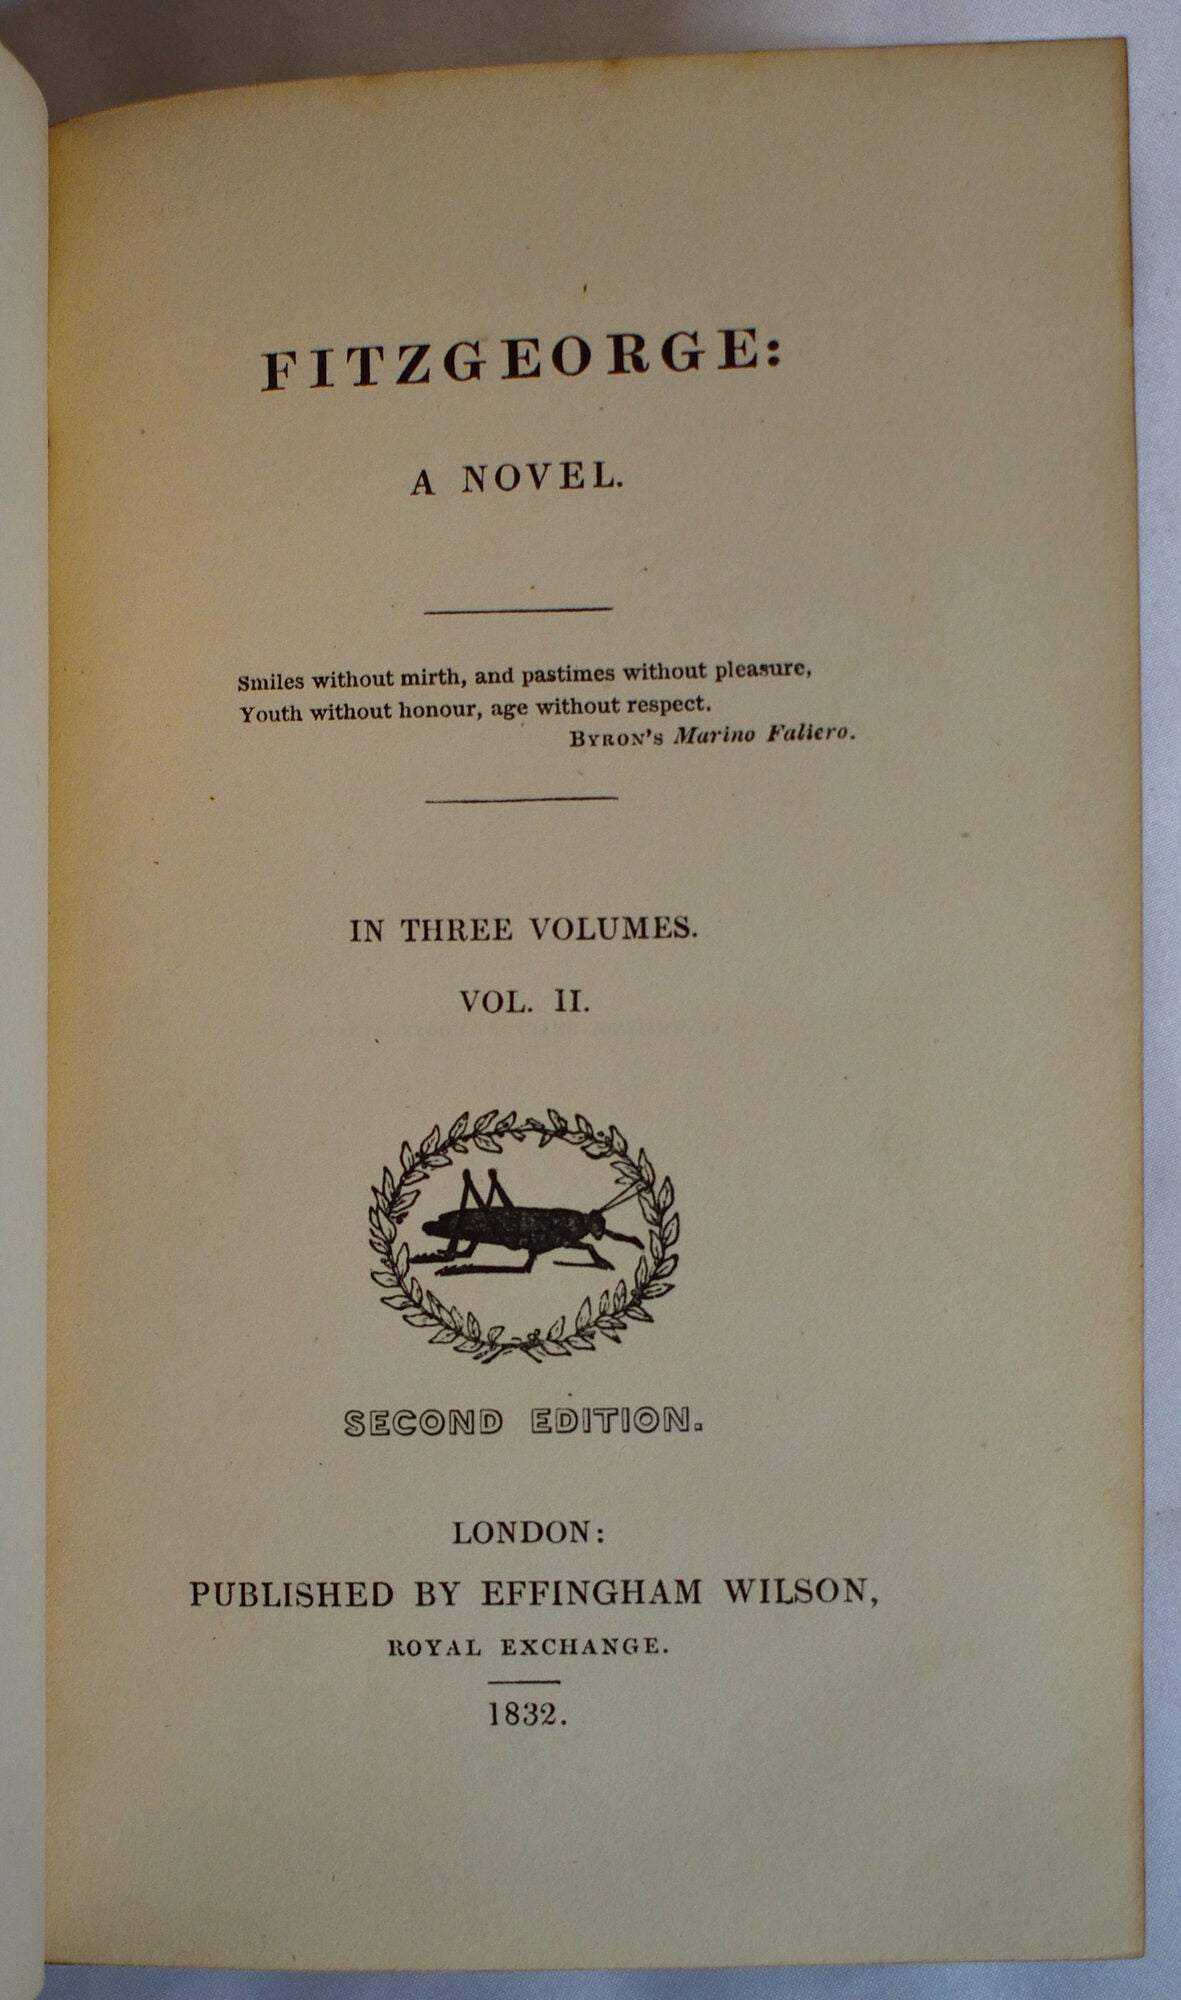 FITZGEORGE:
A NOVEL.
Smiles without mirth, and pastimes without pleasure,
Youth without honour, age without respect.
BYRON'S Marino Faliero.
IN THREE VOLUMES.
VOL. II.
SECOND EDITION.
LONDON:
PUBLISHED BY EFFINGHAM WILSON,
ROYAL EXCHANGE.
1832.